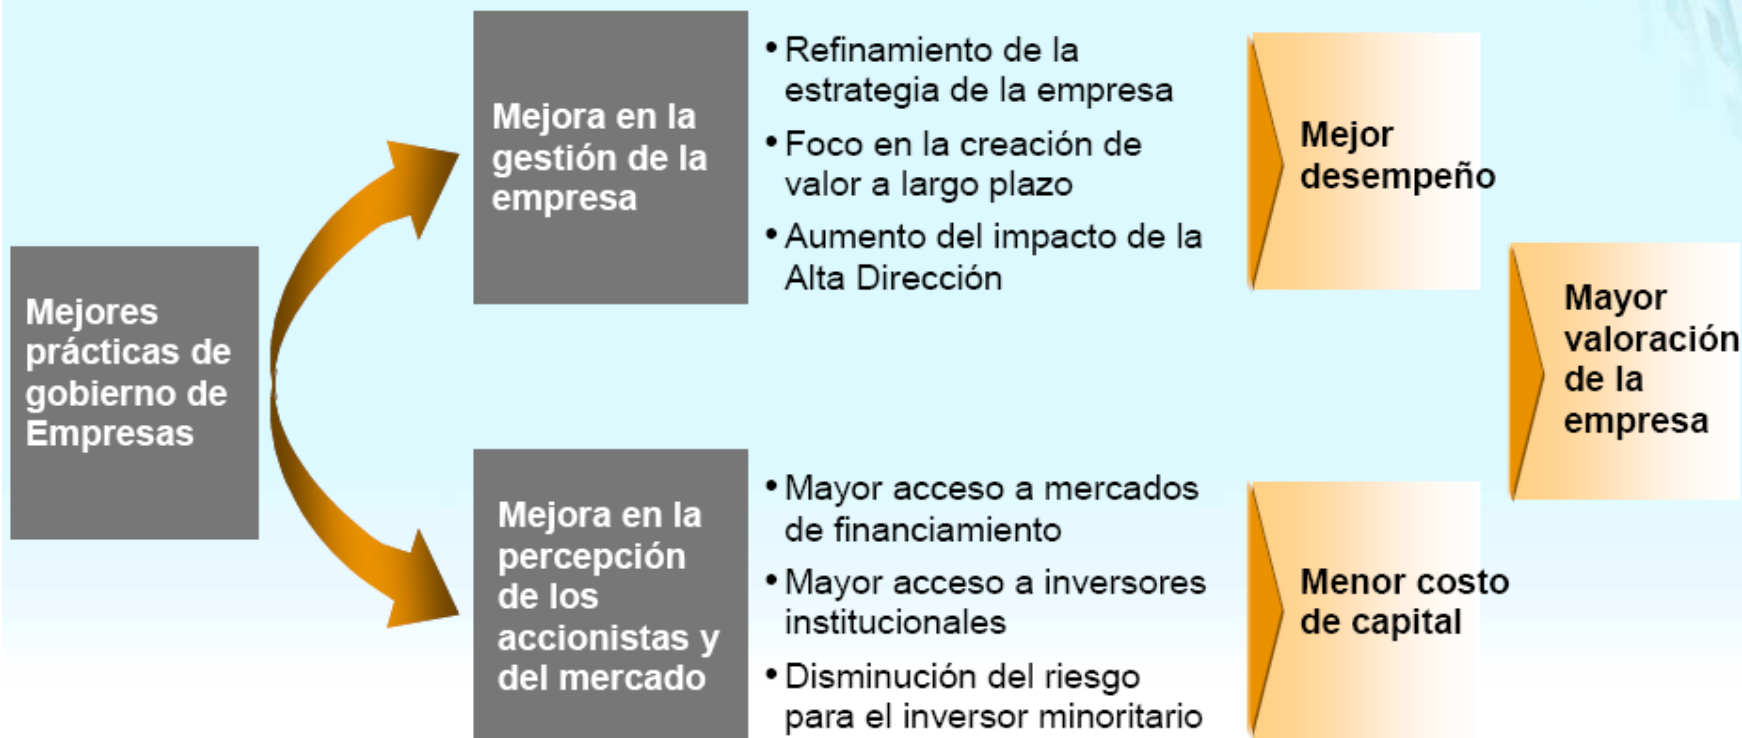 Mejores
prácticas de
gobierno de
Empresas
Mejora en la
gestión de la
empresa
• Refinamiento de la
estrategia de la empresa
• Foco en la creación de
valor a largo plazo
• Aumento del impacto de la
Alta Dirección
Mejor
desempeño
Mejora en la
percepción
de los
accionistas y
del mercado
• Mayor acceso a mercados
de financiamiento
• Mayor acceso a inversores
institucionales
• Disminución del riesgo
para el inversor minoritario
Menor costo
de capital
Mayor
valoración
de la
empresa